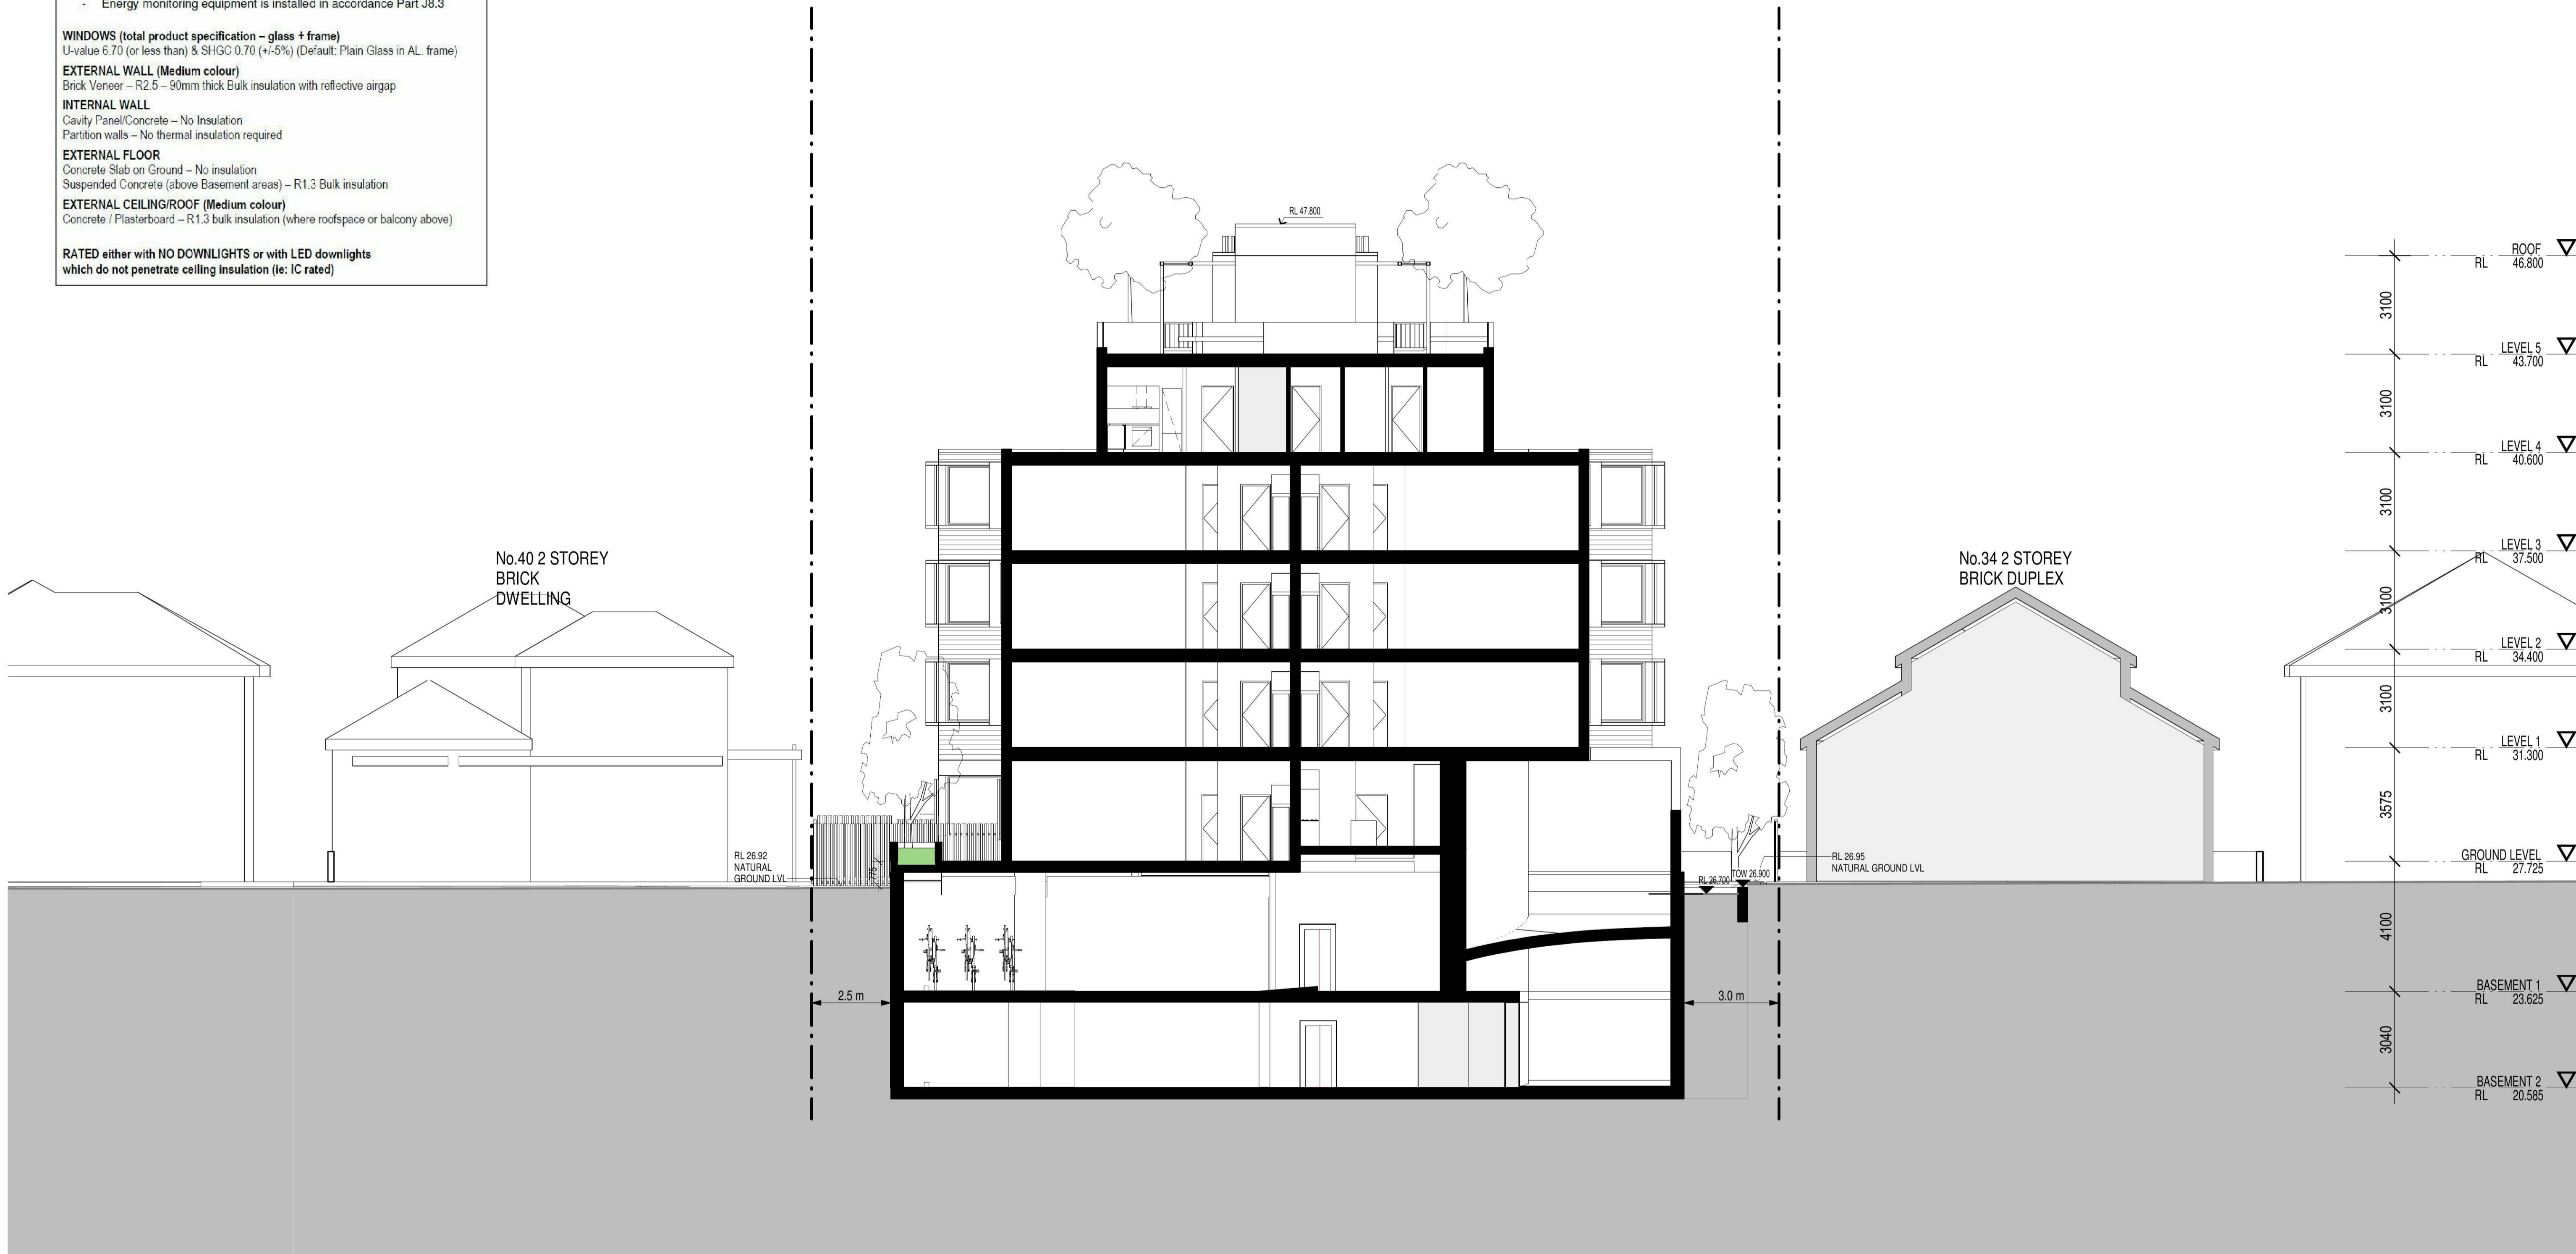 - Energy monitoring equipment is installed in accordance Part J8.3
WINDOWS (total product specification – glass + frame)
U-value 6.70 (or less than) & SHGC 0.70 (+/-5%) (Default: Plain Glass in AL. frame)
EXTERNAL WALL (Medium colour)
Brick Veneer – R2.5 – 90mm thick Bulk insulation with reflective airgap
INTERNAL WALL
Cavity Panel/Concrete – No Insulation
Partition walls – No thermal insulation required
EXTERNAL FLOOR
Concrete Slab on Ground – No insulation
Suspended Concrete (above Basement areas) – R1.3 Bulk insulation
EXTERNAL CEILING/ROOF (Medium colour)
Concrete / Plasterboard – R1.3 bulk insulation (where roofspace or balcony above)
RATED either with NO DOWNLIGHTS or with LED downlights
which do not penetrate ceiling insulation (ie: IC rated)
RL 47.800
No.40 2 STOREY
BRICK
DWELLING
No.34 2 STOREY
BRICK DUPLEX
RL 26.92
NATURAL
GROUND LVL
775
RL 26.700
TOW 26.900
RL 26.95
NATURAL GROUND LVL
2.5 m
3.0 m
ROOF
RL 46.800
3100
LEVEL 5
RL 43.700
3100
LEVEL 4
RL 40.600
3100
LEVEL 3
RL 37.500
3100
LEVEL 2
RL 34.400
3100
LEVEL 1
RL 31.300
3575
GROUND LEVEL
RL 27.725
4100
BASEMENT 1
RL 23.625
3040
BASEMENT 2
RL 20.585